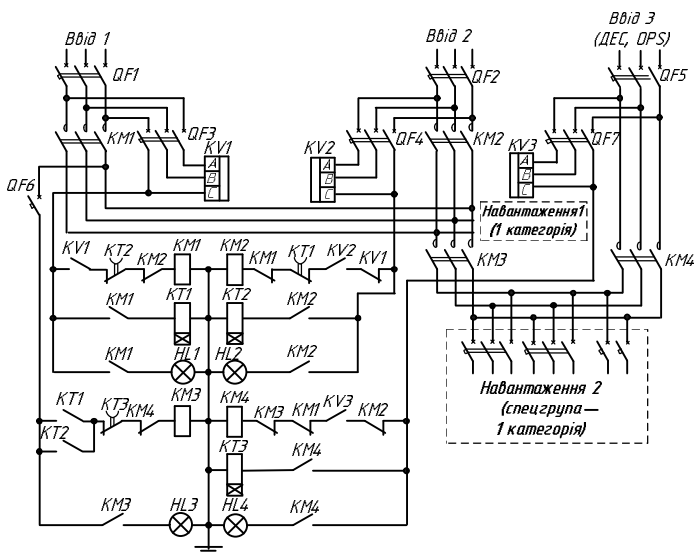 Ввід 1
Ввід 2
Ввід 3
(ДЕС, OPS)
QF1
QF2
QF5
KM1
QF3
KV1
A
B
C
KV2
A
B
C
QF4
KM2
KV3
A
B
C
QF7
QF6
Навантаження1
(1 категорія)
KV1
KT2
KM2
KM1
KM2
KM1
KT1
KV2
KV1
KM3
KM4
KM1
KT1
KT2
KM2
KM1
HL1
HL2
KM2
KT1
KT2
KT3
KM4
KM3
KM4
KM3
KM1
KV3
KM2
KT3
KM4
Навантаження 2
(спецгрупа—
1 категорія)
KM3
HL3
HL4
KM4